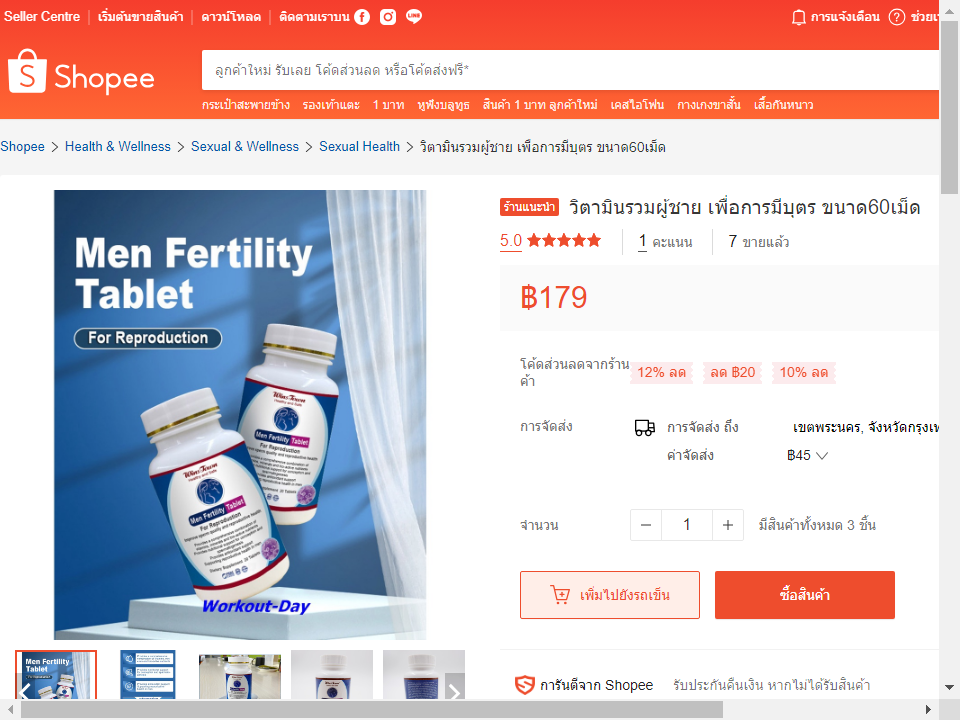 Seller Centre เริ่มต้นขายสินค้า ดาวน์โหลด ติดตามเราบน การแจ้งเตือน
Shopee
ลูกค้าใหม่ รับเลย โค้ดส่วนลด หรือโค้ดส่งฟรี*
กระเป๋าสะพายข้าง รองเท้าแตะ 1 บาท หูฟังบลูทูธ สินค้า 1 บาท ลูกค้าใหม่ เคสไอโฟน กางเกงขาสั้น เสื้อกันหนาว
Shopee > Health & Wellness > Sexual & Wellness > Sexual Health > วิตามินรวมผู้ชาย เพื่อการมีบุตร ขนาด60เม็ด
Men Fertility
Tablet
For Reproduction
Wins Town
Men Fertility Tablet
For Reproduction
Wins Town
Men Fertility Tablet
For Reproduction
Workout-Day
Men Fertility
Tablet
ร้านแนะนำ วิตามินรวมผู้ชาย เพื่อการมีบุตร ขนาด60เม็ด
5.0 1 คะแนน 7 ขายแล้ว
฿179
โค้ดส่วนลดจากร้าน
ค้า
12% ลด ลด ฿20 10% ลด
การจัดส่ง การจัดส่ง ถึง เขตพระนคร,
ค่าจัดส่ง ฿45
จำนวน 1 มีสินค้าทั้งหมด 3 ชิ้น
เพิ่มไปยังรถเข็น ซื้อสินค้า
การันตีจาก Shopee รับประกันคืนเงิน หากไม่ได้รับสินค้า